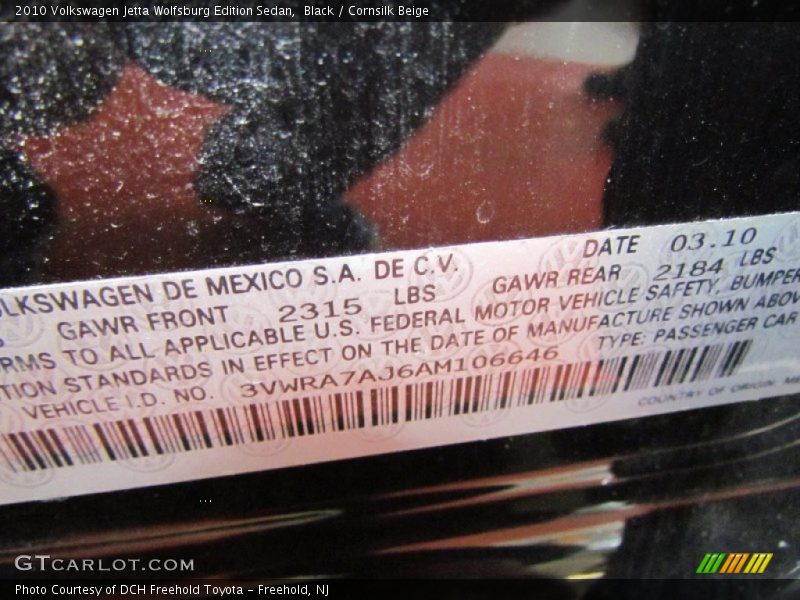 2010 Volkswagen Jetta Wolfsburg Edition Sedan, Black / Cornsilk Beige
LKSWAGEN DE MEXICO S.A. DE C.V. DATE 03.10
GAWR FRONT 2315 LBS GAWR REAR 2184 LBS
RMS TO ALL APPLICABLE U.S. FEDERAL MOTOR VEHICLE SAFETY, BUMPER
TION STANDARDS IN EFFECT ON THE DATE OF MANUFACTURE SHOWN ABOV
VEHICLE I.D. NO. 3VWRA7AJ6AM106646 TYPE: PASSENGER CAR
COUNTRY OF ORIGIN
GTCARLOT.COM
Photo Courtesy of DCH Freehold Toyota – Freehold, NJ